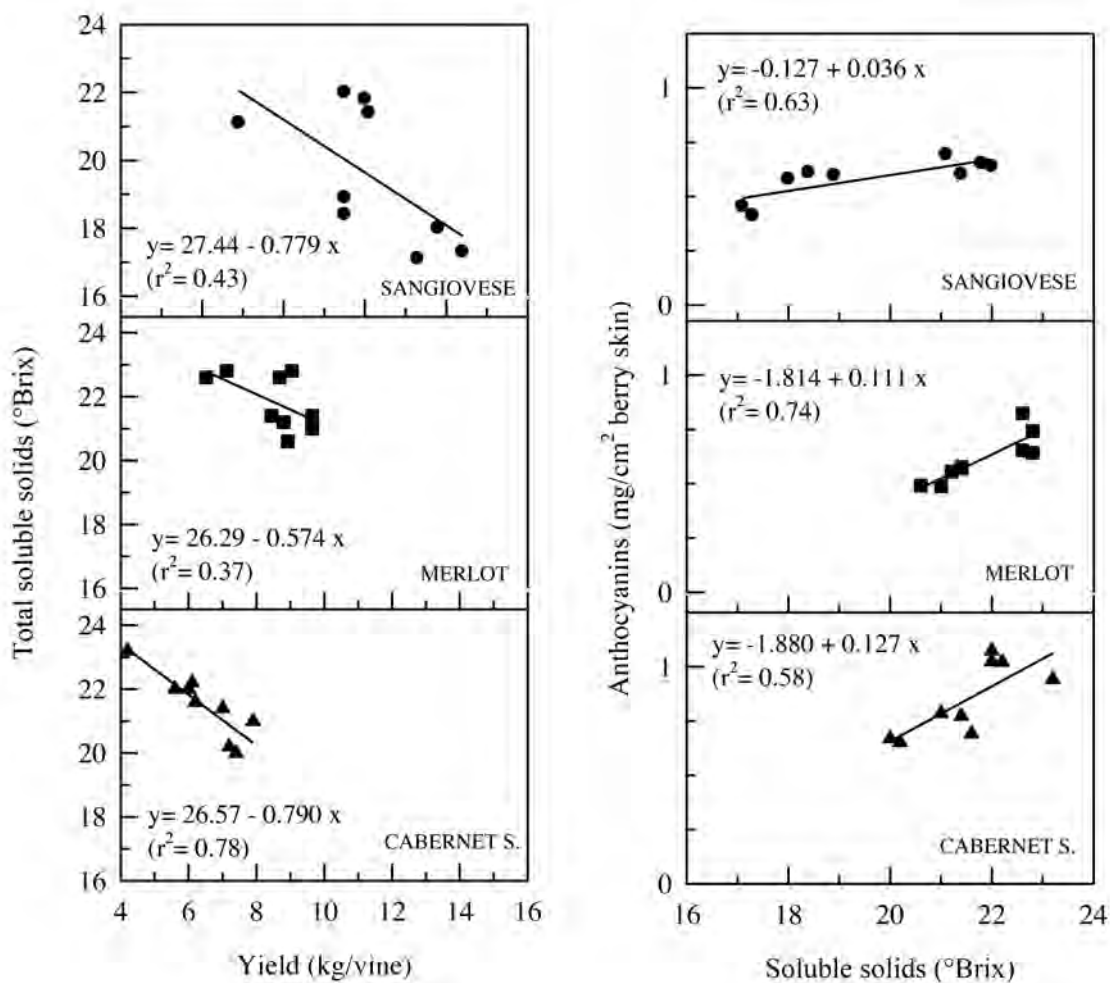 Total soluble solids (°Brix)
24
22
20
18
16
y= 27.44 - 0.779 x
(r²= 0.43)
SANGIOVESE
24
22
20
18
16
y= 26.29 - 0.574 x
(r²= 0.37)
MERLOT
24
22
20
18
16
y= 26.57 - 0.790 x
(r²= 0.78)
CABERNET S.
4 6 8 10 12 14 16
Yield (kg/vine)
Anthocyamins (mg/cm² berry skin)
1
0
y= -0.127 + 0.036 x
(r²= 0.63)
SANGIOVESE
1
0
y= -1.814 + 0.111 x
(r²= 0.74)
MERLOT
1
0
y= -1.880 + 0.127 x
(r²= 0.58)
CABERNET S.
16 18 20 22 24
Soluble solids (°Brix)